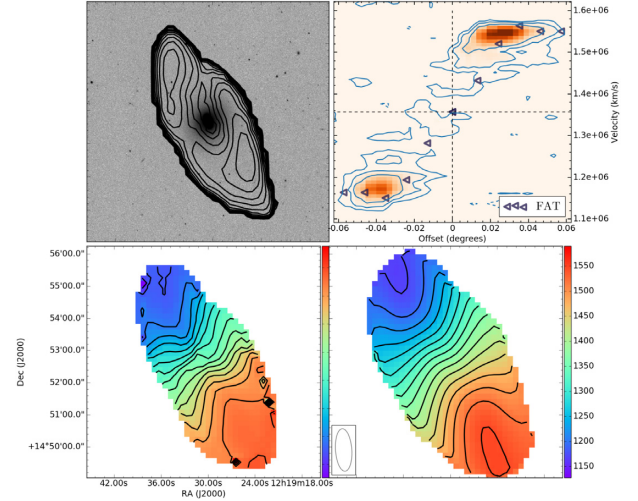 1.6e+06
1.5e+06
1.4e+06
1.3e+06
1.2e+06
1.1e+06
Velocity (km/s)
FAT
-0.06 -0.04 -0.02 0 0.02 0.04 0.06
Offset (degrees)
56'00.0"
55'00.0"
54'00.0"
53'00.0"
52'00.0"
51'00.0"
+14°50'00.0"
Dec (J2000)
42.00s 36.00s 30.00s 24.00s 12h19m18.00s
RA (J2000)
1550
1500
1450
1400
1350
1300
1250
1200
1150